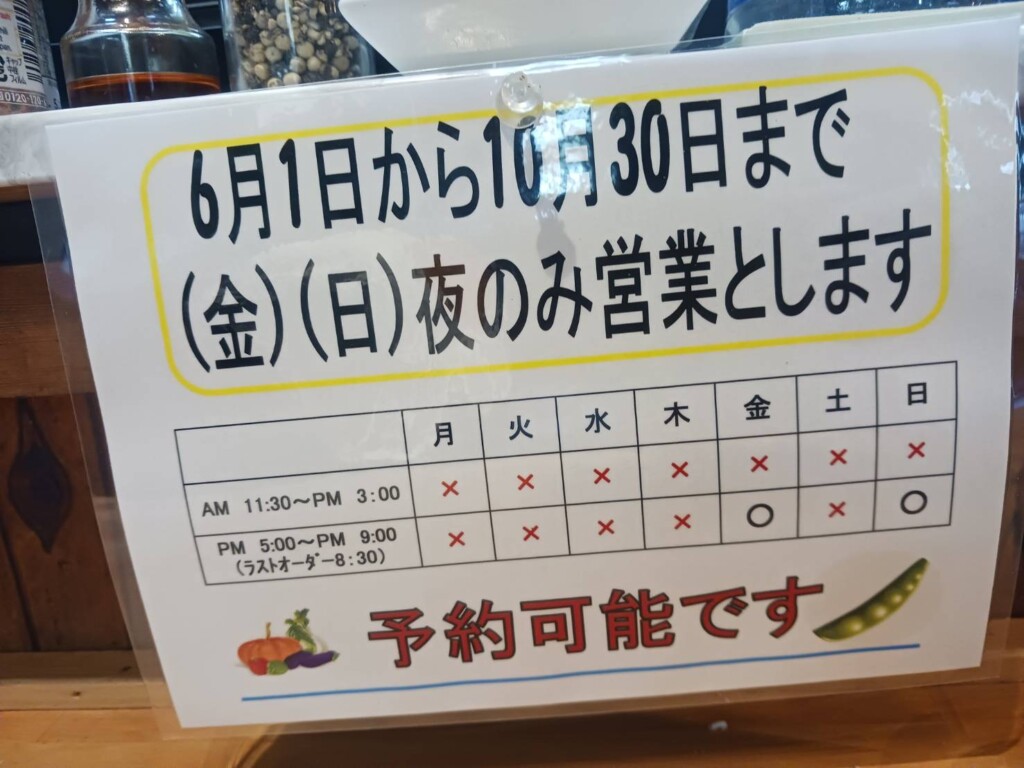 6月1日から10月30日まで
(金)(日)夜のみ営業とします
月 火 水 木 金 土 日
AM 11:30～PM 3:00 × × × × × × ×
PM 5:00～PM 9:00 × × × × ○ × ○
(ラストオーダー8:30)
予約可能です